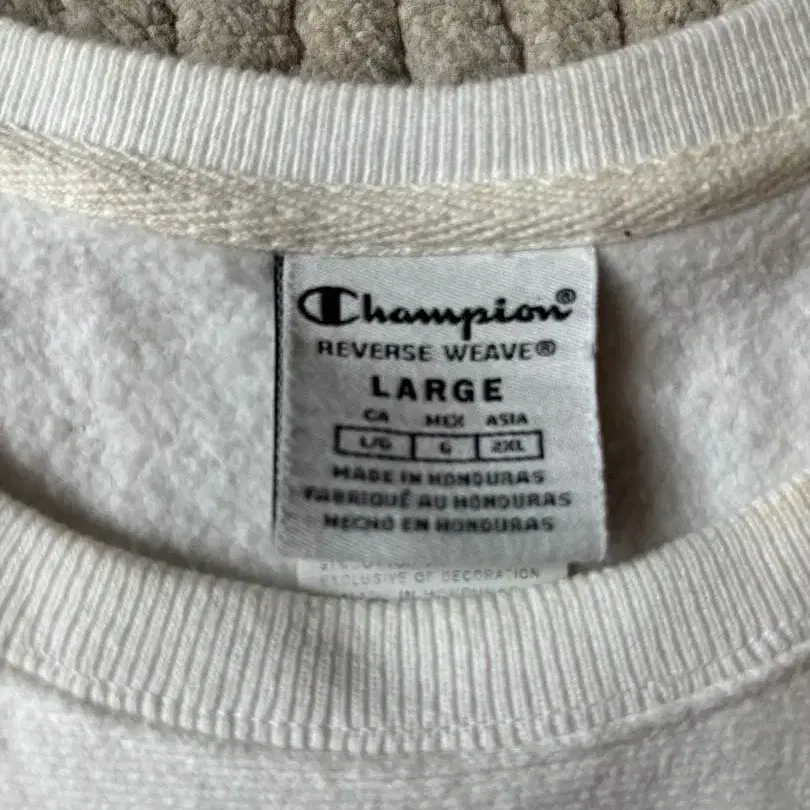 Champion®
REVERSE WEAVE®
LARGE
CA MEX ASIA
L/G G 2XL
MADE IN HONDURAS
FABRIQUÉ AU HONDURAS
HECHO EN HONDURAS
EXCLUSIVE OF DECORATION
IN